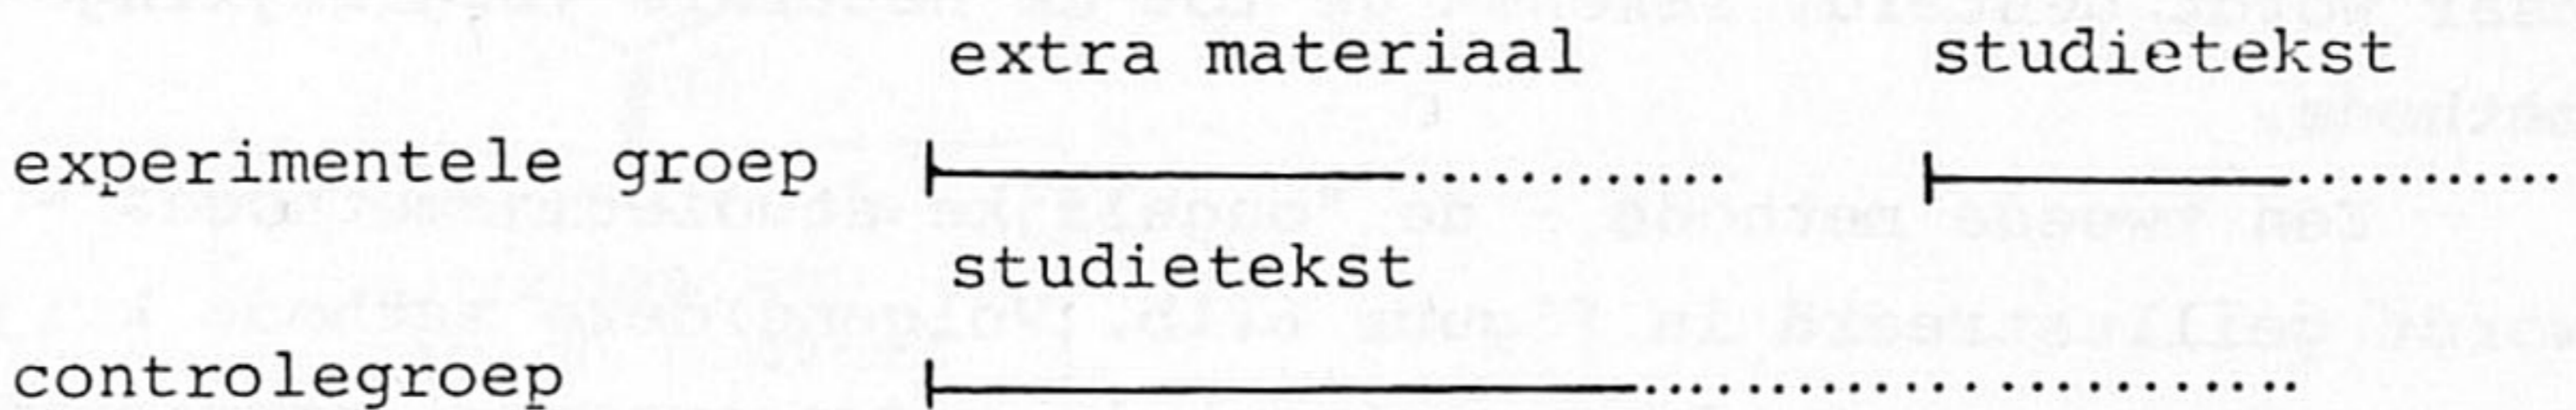 extra materiaal studietekst
experimentele groep
studietekst
controlegroep